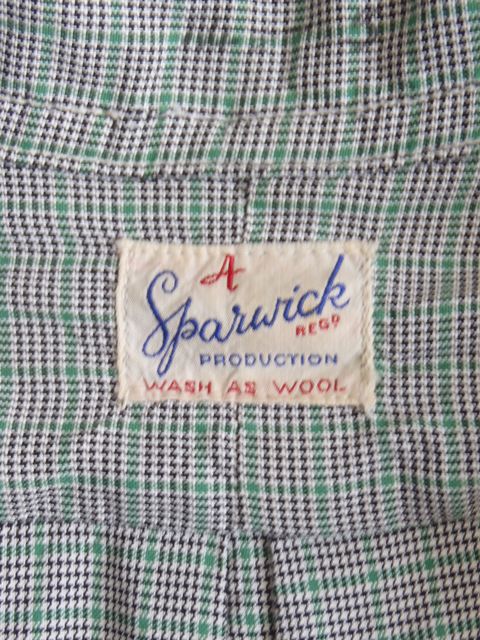 A
Sparwick
REGD
PRODUCTION
WASH AS WOOL